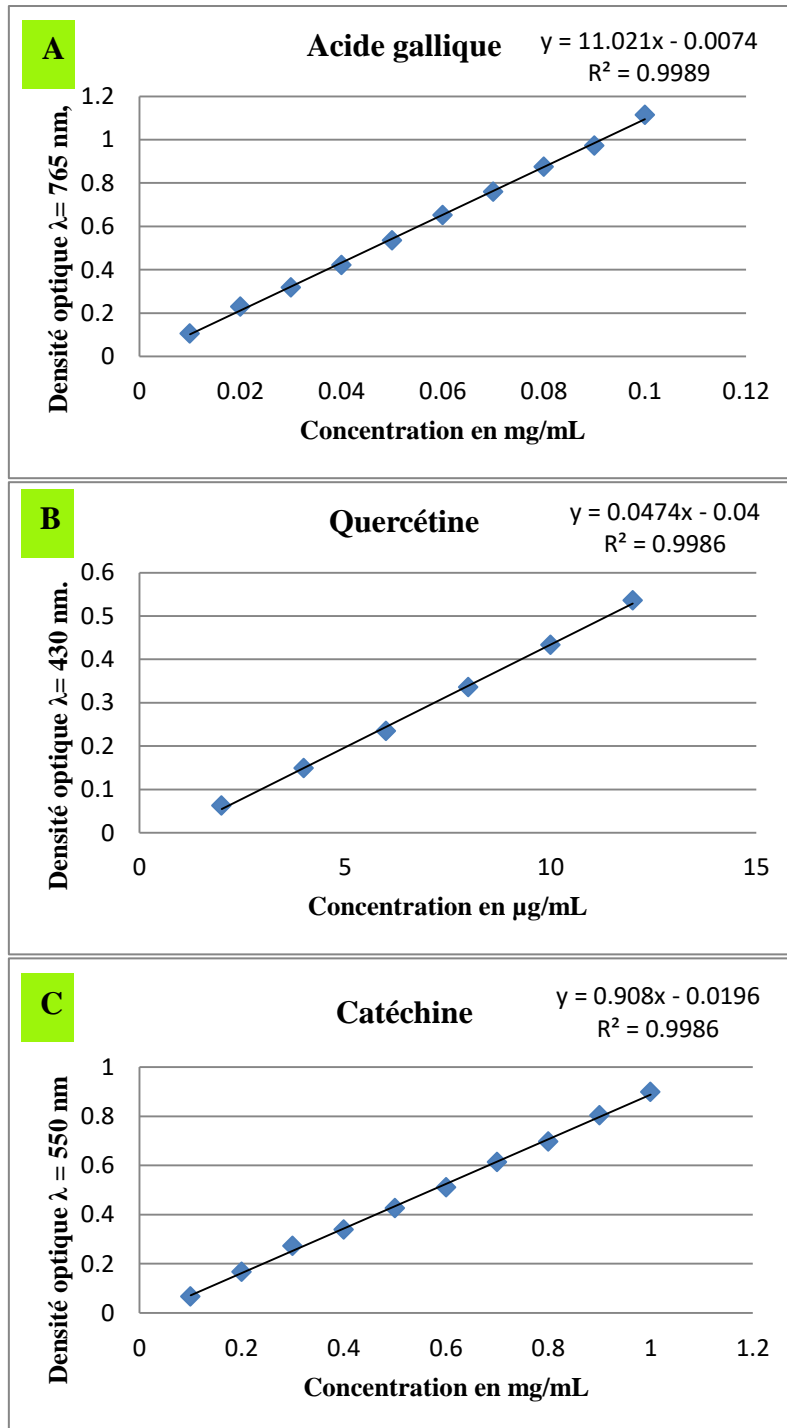 A
Acide gallique
y = 11.021x - 0.0074
R² = 0.9989
Densité optique λ= 765 nm,
1.2
1
0.8
0.6
0.4
0.2
0
0 0.02 0.04 0.06 0.08 0.1 0.12
Concentration en mg/mL
B
Quercétine
y = 0.0474x - 0.04
R² = 0.9986
Densité optique λ= 430 nm.
0.6
0.5
0.4
0.3
0.2
0.1
0
0 5 10 15
Concentration en µg/mL
C
Catéchine
y = 0.908x - 0.0196
R² = 0.9986
Densité optique λ = 550 nm
1
0.8
0.6
0.4
0.2
0
0 0.2 0.4 0.6 0.8 1 1.2
Concentration en mg/mL